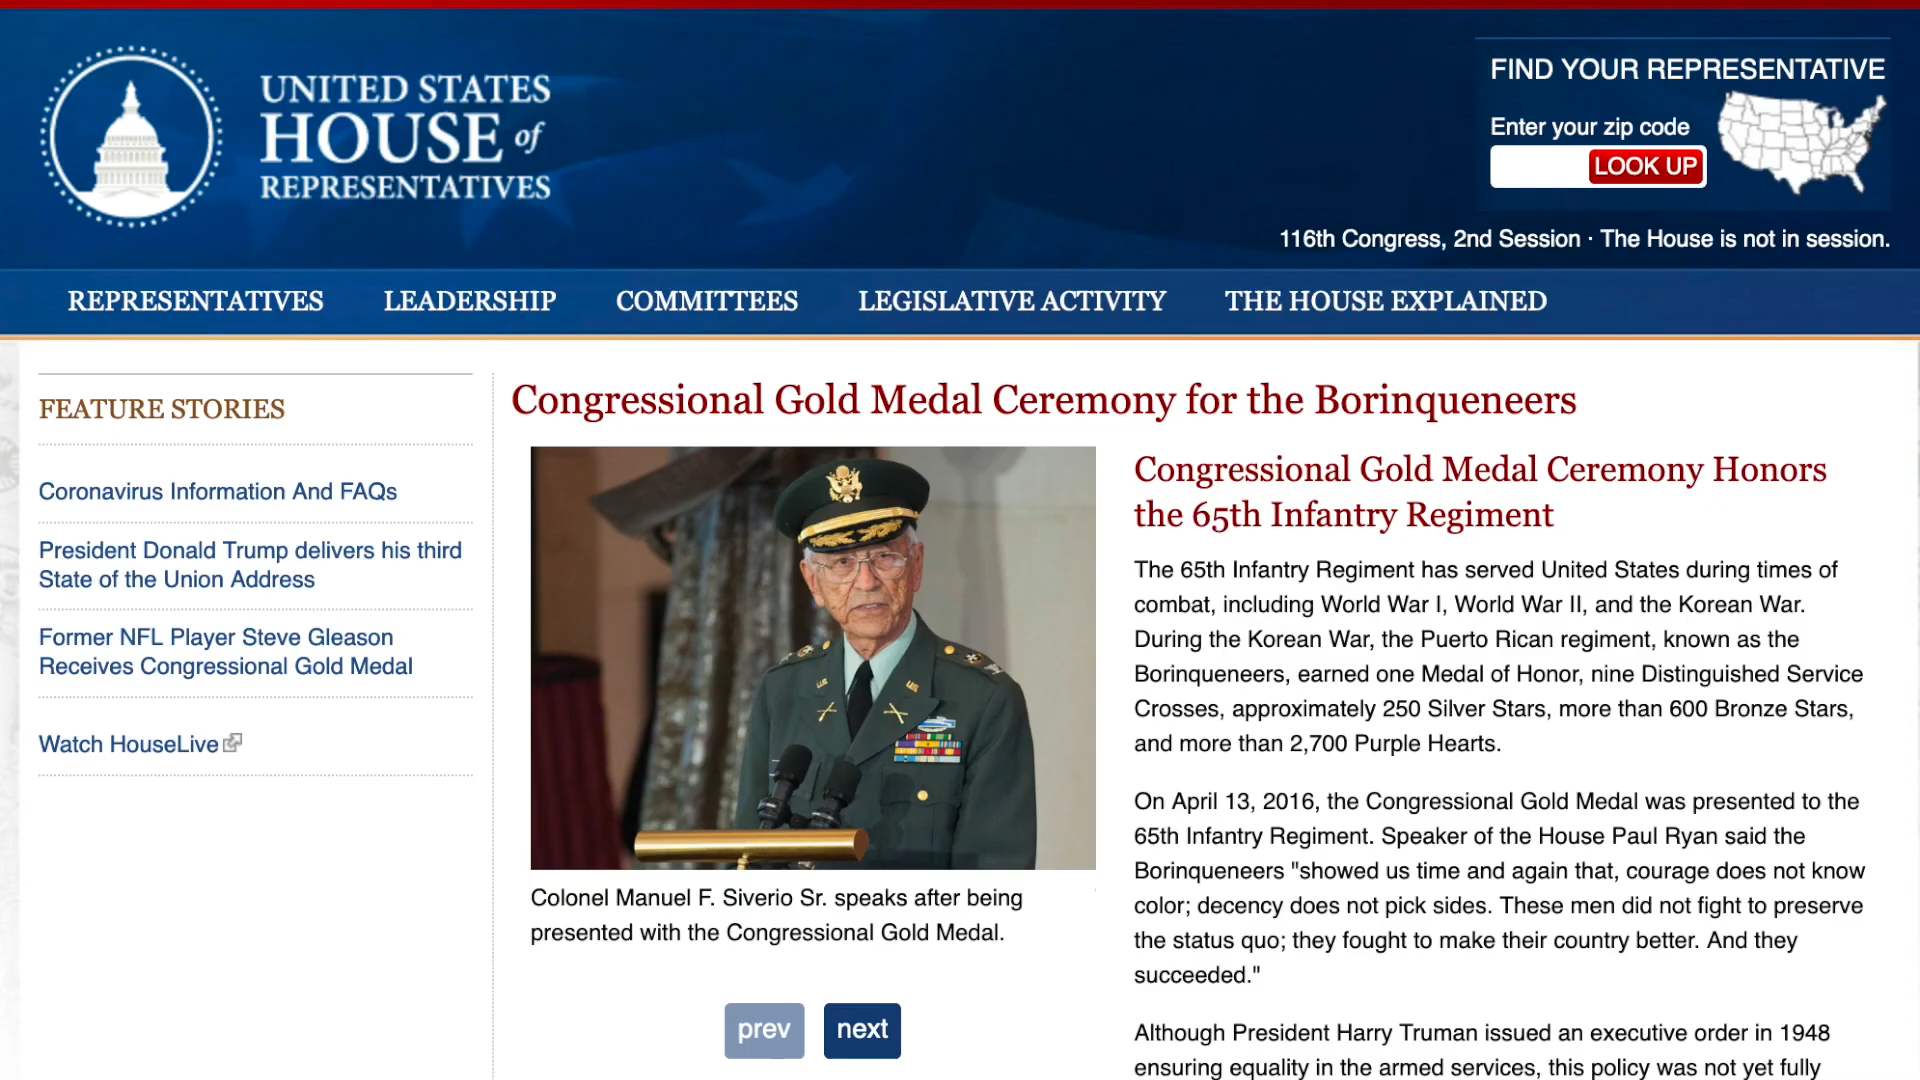 UNITED STATES
HOUSE of
REPRESENTATIVES
FIND YOUR REPRESENTATIVE
Enter your zip code
LOOK UP
116th Congress, 2nd Session · The House is not in session.
REPRESENTATIVES LEADERSHIP COMMITTEES LEGISLATIVE ACTIVITY THE HOUSE EXPLAINED
FEATURE STORIES
Coronavirus Information And FAQs
President Donald Trump delivers his third
State of the Union Address
Former NFL Player Steve Gleason
Receives Congressional Gold Medal
Watch HouseLive
Congressional Gold Medal Ceremony for the Borinqueneers
U.S. U.S.
Colonel Manuel F. Siverio Sr. speaks after being
presented with the Congressional Gold Medal.
prev next
Congressional Gold Medal Ceremony Honors
the 65th Infantry Regiment
The 65th Infantry Regiment has served United States during times of
combat, including World War I, World War II, and the Korean War.
During the Korean War, the Puerto Rican regiment, known as the
Borinqueneers, earned one Medal of Honor, nine Distinguished Service
Crosses, approximately 250 Silver Stars, more than 600 Bronze Stars,
and more than 2,700 Purple Hearts.
On April 13, 2016, the Congressional Gold Medal was presented to the
65th Infantry Regiment. Speaker of the House Paul Ryan said the
Borinqueneers "showed us time and again that, courage does not know
color; decency does not pick sides. These men did not fight to preserve
the status quo; they fought to make their country better. And they
succeeded."
Although President Harry Truman issued an executive order in 1948
ensuring equality in the armed services, this policy was not yet fully